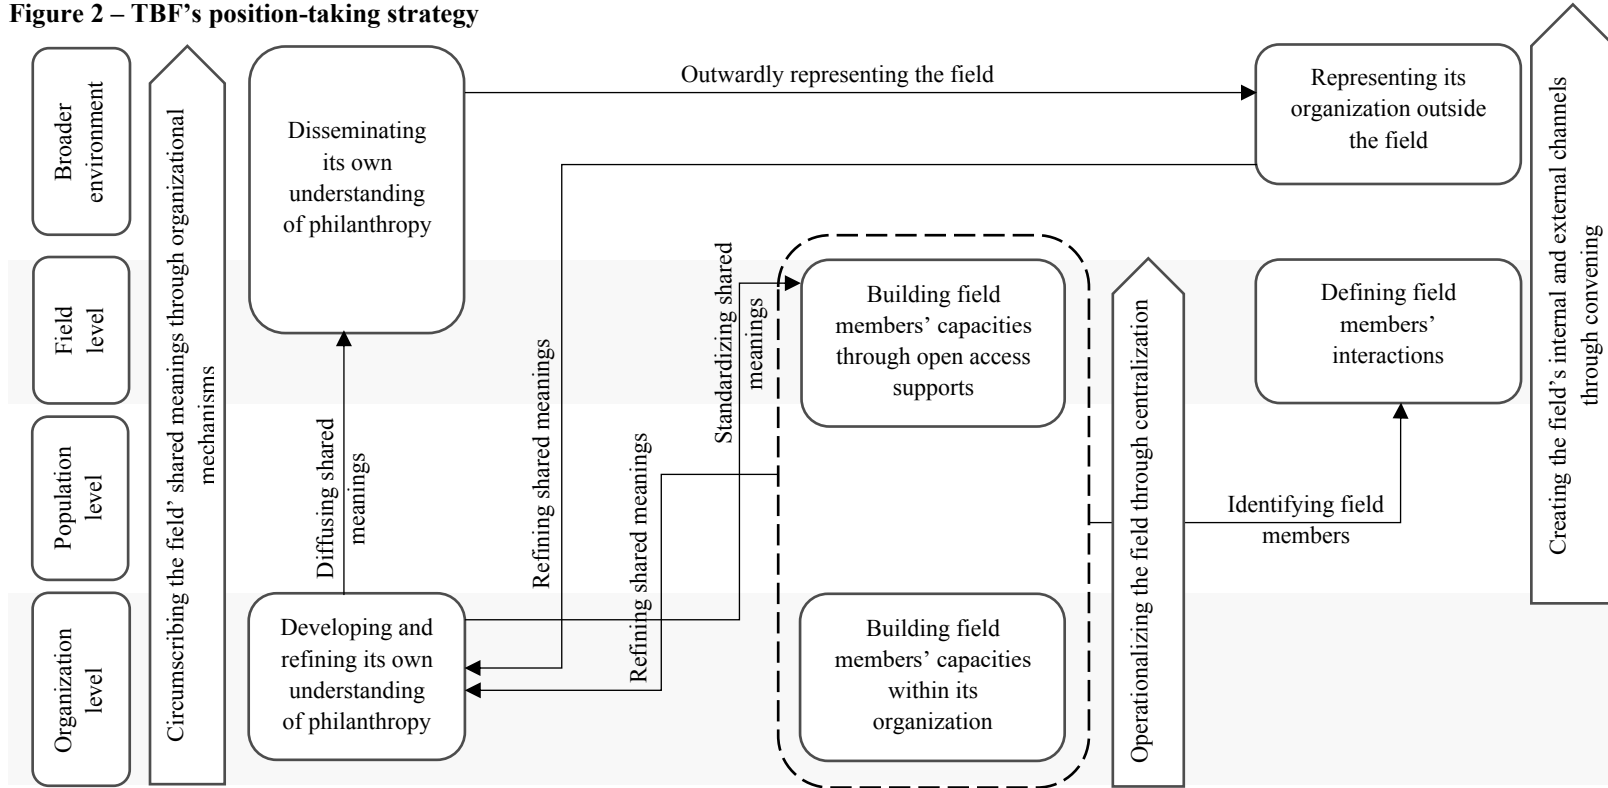 Figure 2 – TBF's position-taking strategy
Broader
environment
Field
level
Population
level
Organization
level
Circumscribing the field' shared meanings through organizational
mechanisms
Disseminating
its own
understanding
of philanthropy
Diffusing shared
meanings
Developing and
refining its own
understanding
of philanthropy
Outwardly representing the field
Refining shared meanings
Refining shared meanings
Standardizing shared
meanings
Building field
members' capacities
through open access
supports
Building field
members' capacities
within its
organization
Operationalizing the field through centralization
Representing its
organization outside
the field
Defining field
members'
interactions
Identifying field
members
Creating the field's internal and external channels
through convening